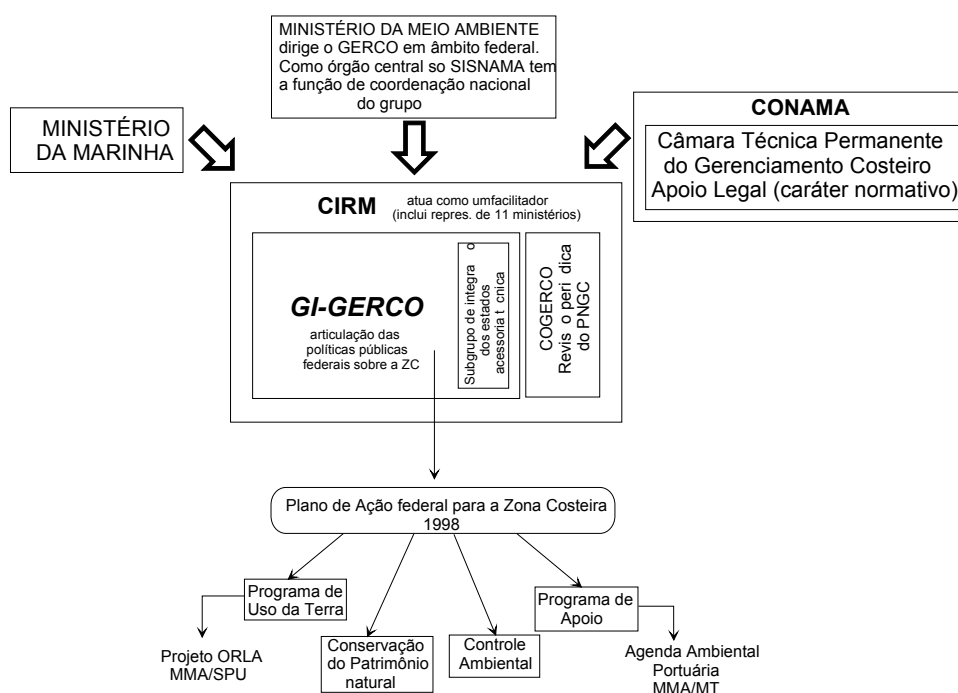 MINISTÉRIO DA MEIO AMBIENTE
dirige o GERCO em âmbito federal.
Como órgão central so SISNAMA tem
a função de coordenação nacional
do grupo
MINISTÉRIO
DA MARINHA
CONAMA
Câmara Técnica Permanente
do Gerenciamento Costeiro
Apoio Legal (caráter normativo)
CIRM
atua como umfacilitador
(inclui repres. de 11 ministérios)
GI-GERCO
articulação das
políticas públicas
federais sobre a ZC
Subgrupo de integra o
dos estados
acessoria t cnica
COGERCO
Revis o peri dica
do PNGC
Plano de Ação federal para a Zona Costeira
1998
Programa de
Uso da Terra
Programa de
Apoio
Projeto ORLA
MMA/SPU
Conservação
do Patrimônio
natural
Controle
Ambiental
Agenda Ambiental
Portuária
MMA/MT